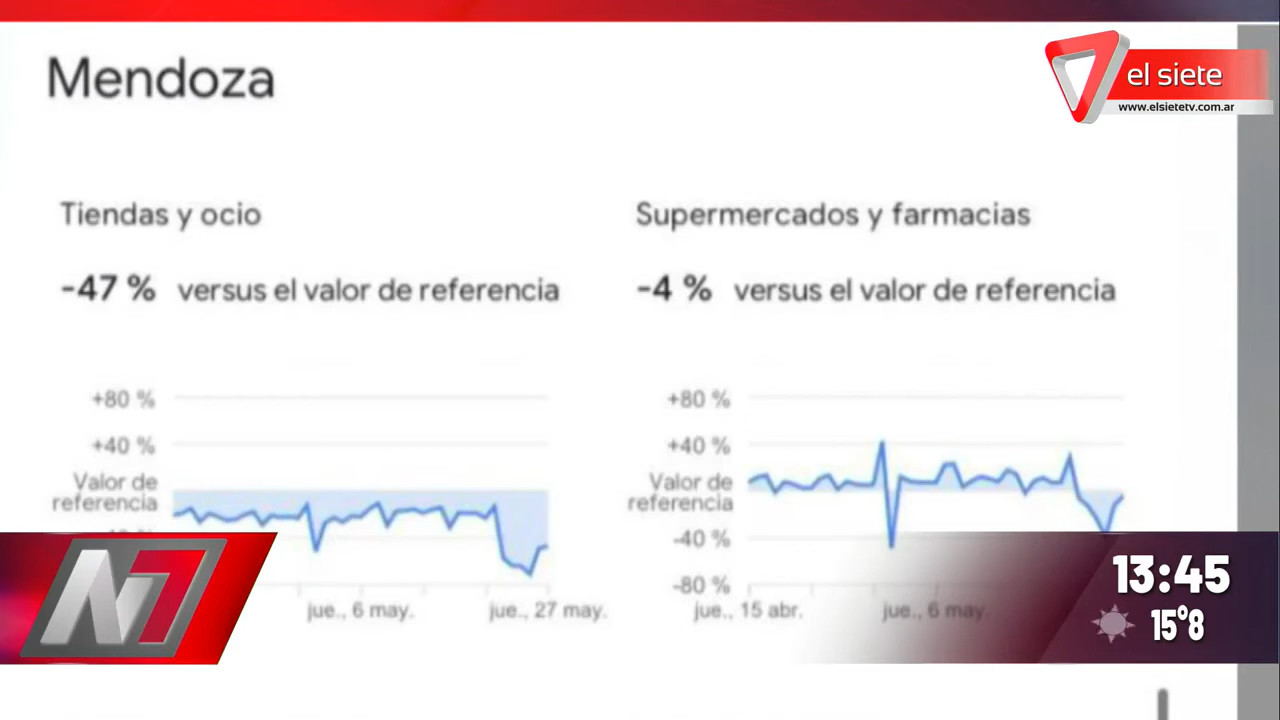 Mendoza
el siete
www.elsietetv.com.ar
Tiendas y ocio
-47 % versus el valor de referencia
+80 %
+40 %
Valor de
referencia
jue., 6 may.
jue., 27 may.
Supermercados y farmacias
-4 % versus el valor de referencia
+80 %
+40 %
Valor de
referencia
-40 %
-80 %
jue., 15 abr.
jue., 6 may.
N7
13:45
15°8